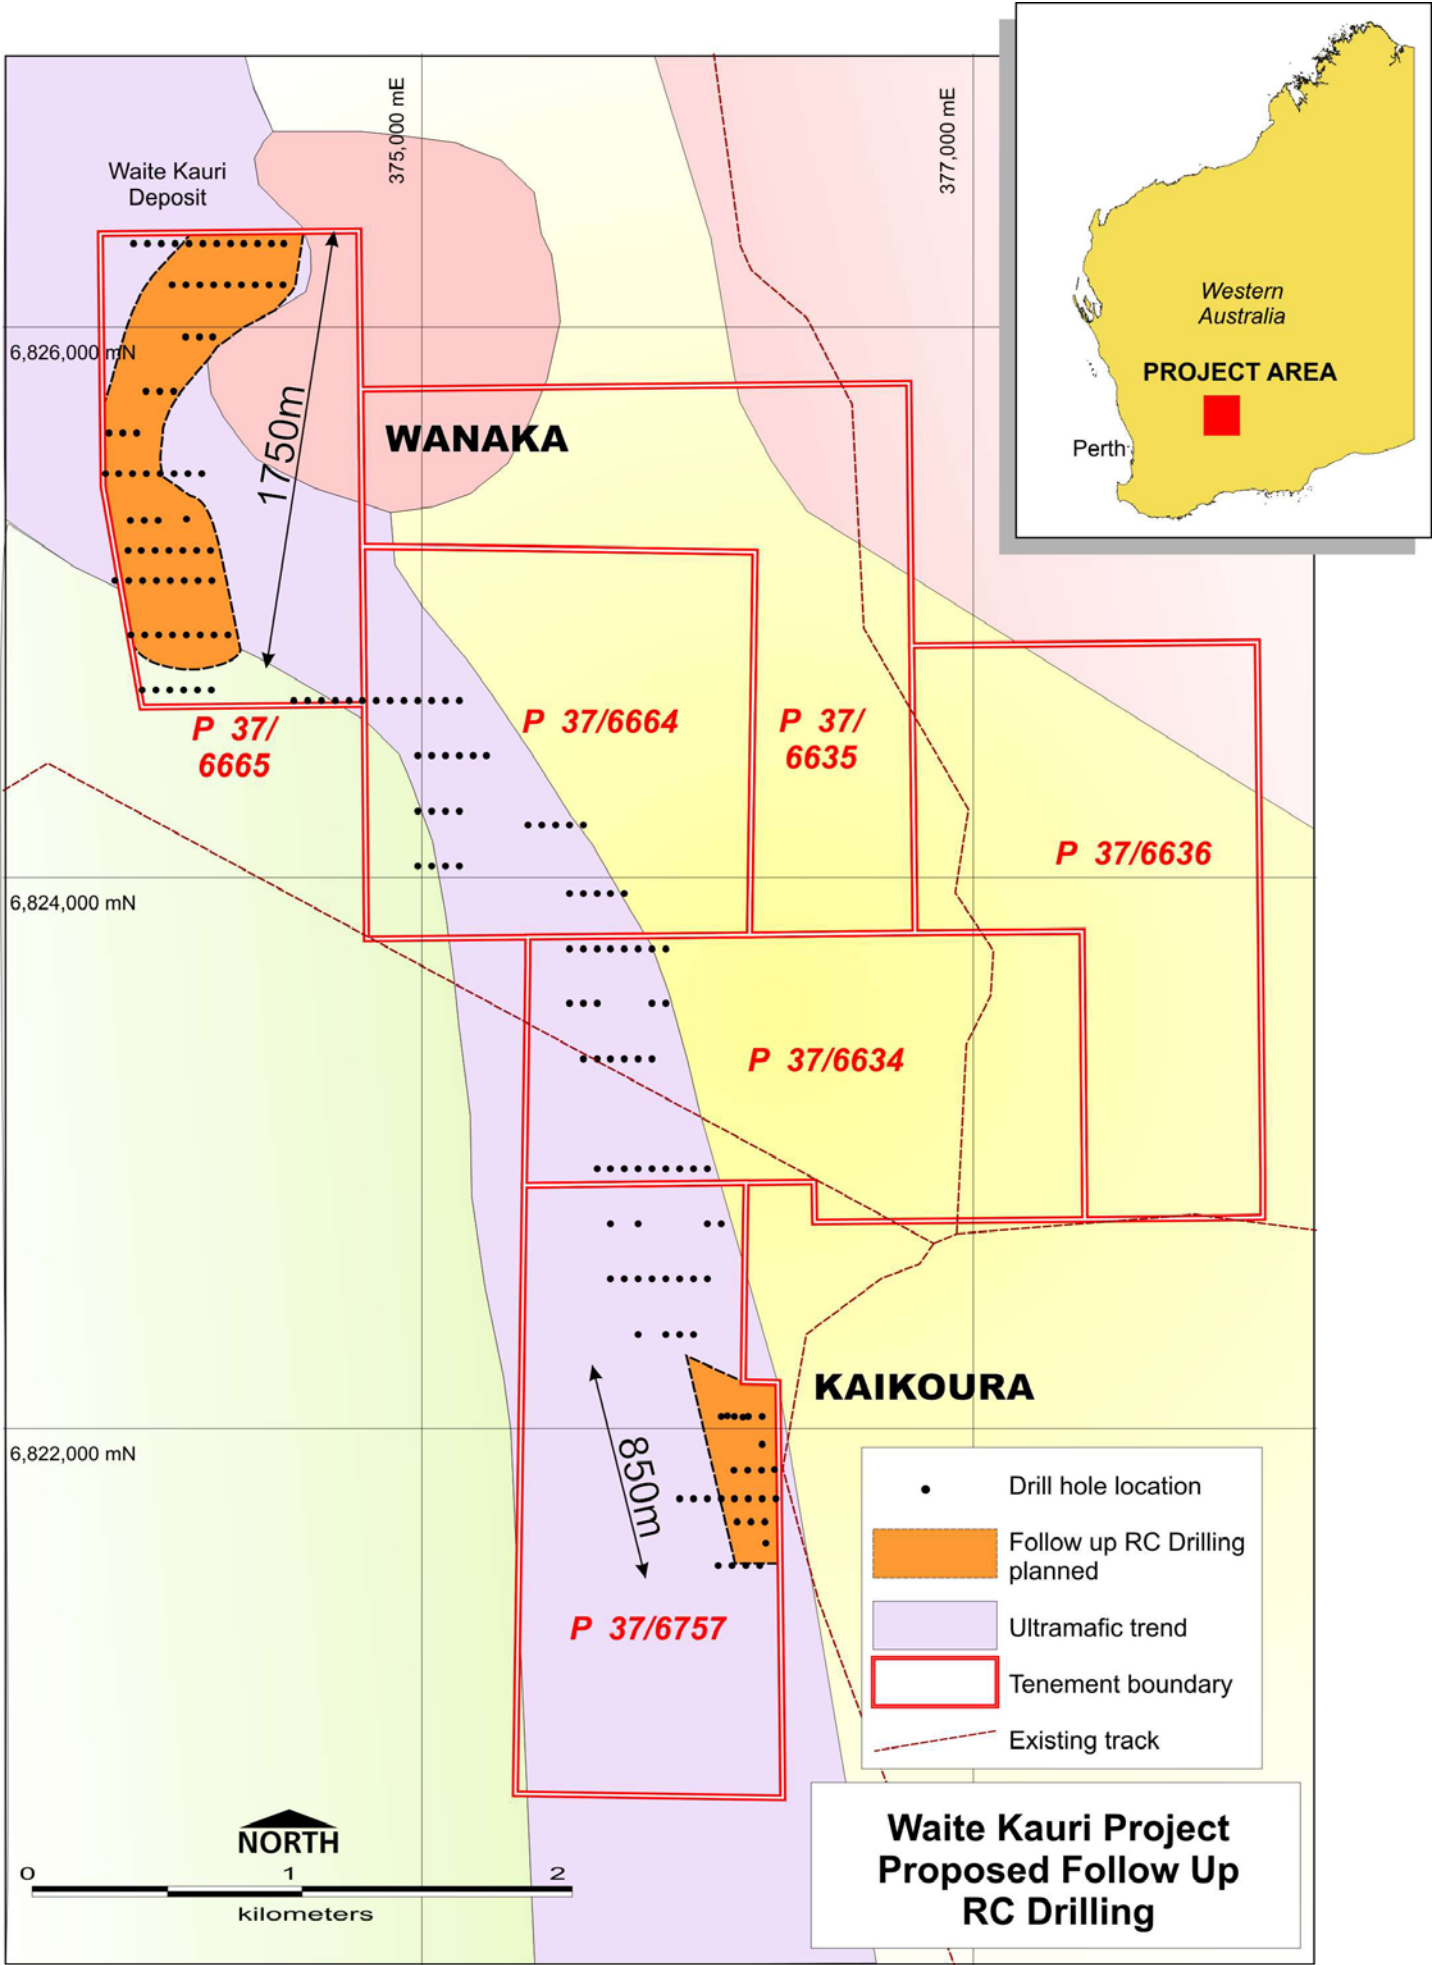 Waite Kauri
Deposit
375,000 mE
377,000 mE
Western
Australia
PROJECT AREA
Perth
6,826,000 mN
1750m
WANAKA
P 37/
6665
P 37/6664
P 37/
6635
P 37/6636
6,824,000 mN
P 37/6634
KAIKOURA
6,822,000 mN
850m
P 37/6757
Drill hole location
Follow up RC Drilling
planned
Ultramafic trend
Tenement boundary
Existing track
NORTH
0 1 2
kilometers
Waite Kauri Project
Proposed Follow Up
RC Drilling